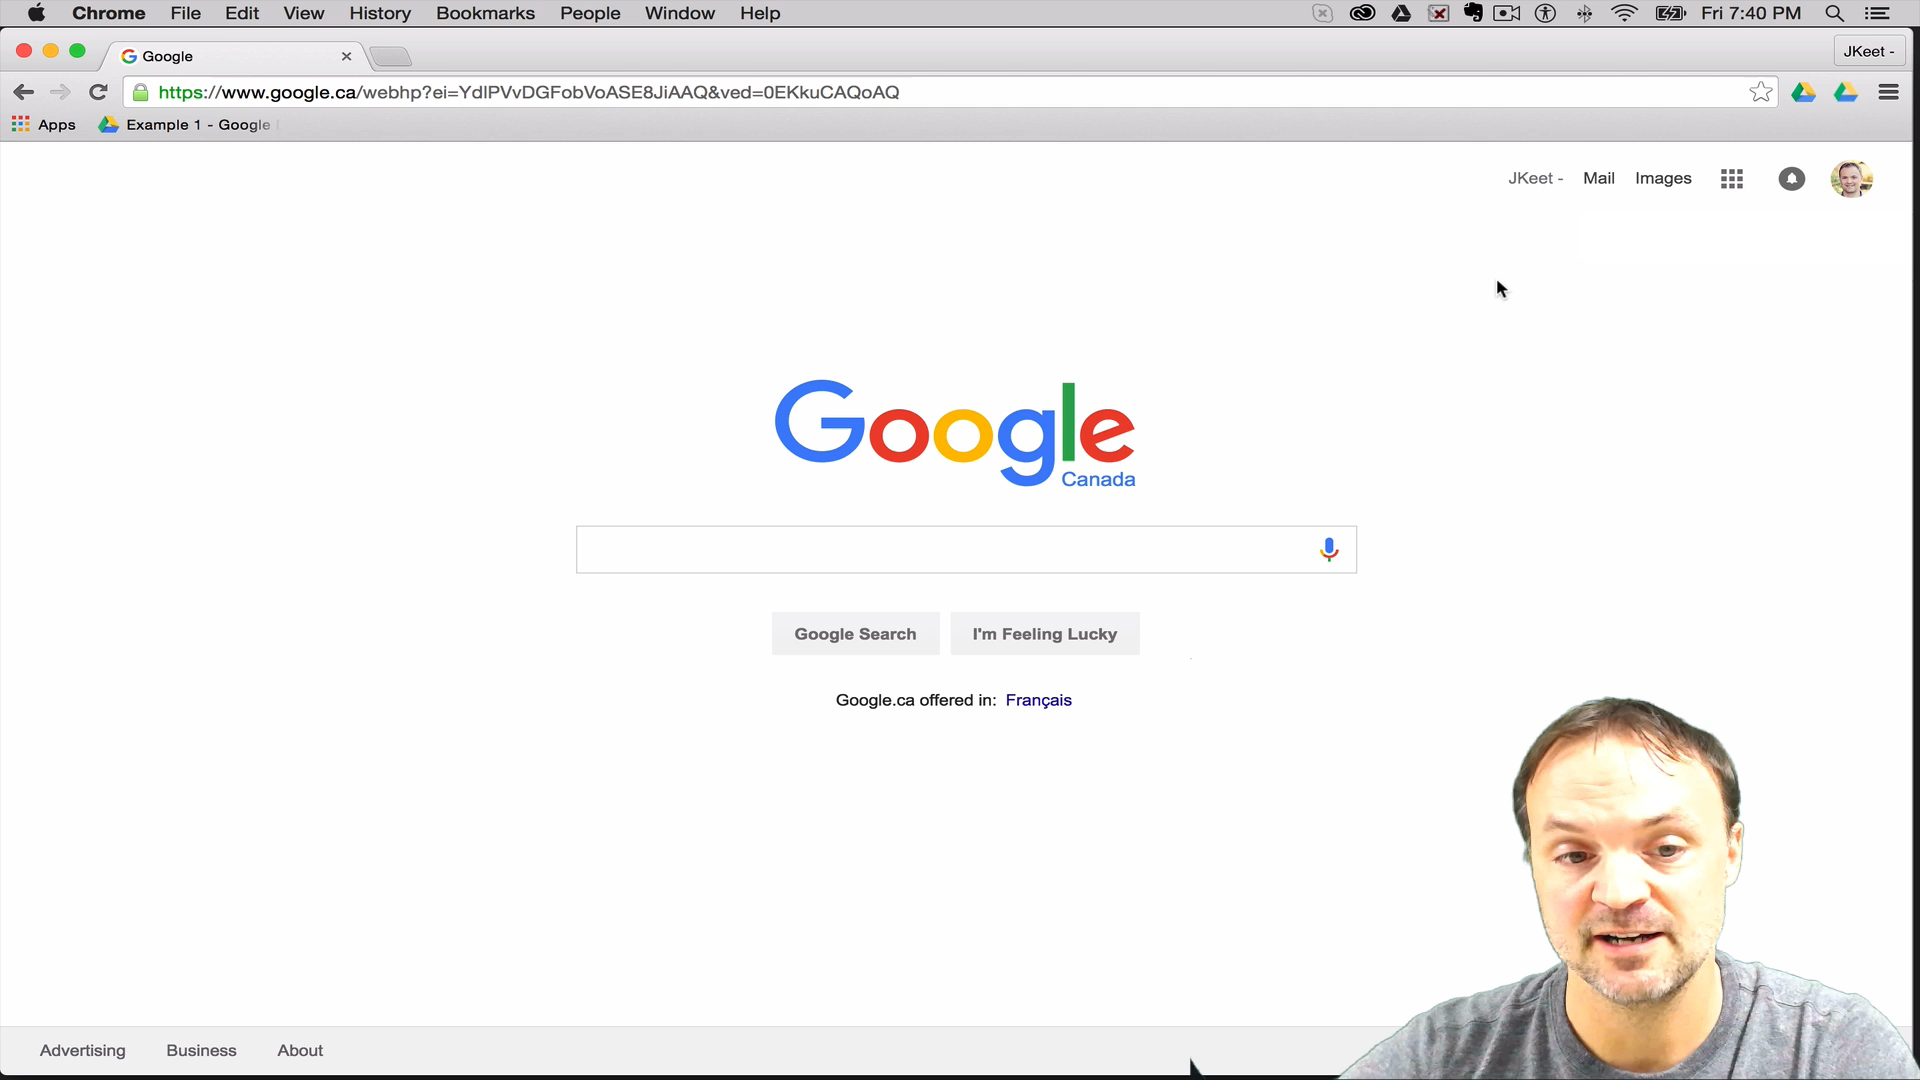 Chrome File Edit View History Bookmarks People Window Help Fri 7:40 PM
Google JKeet -
https://www.google.ca/webhp?ei=YdlPVvDGFobVoASE8JiAAQ&ved=0EKkuCAQoAQ
Apps Example 1 - Google
JKeet - Mail Images
Google
Canada
Google Search I'm Feeling Lucky
Google.ca offered in: Français
Advertising Business About